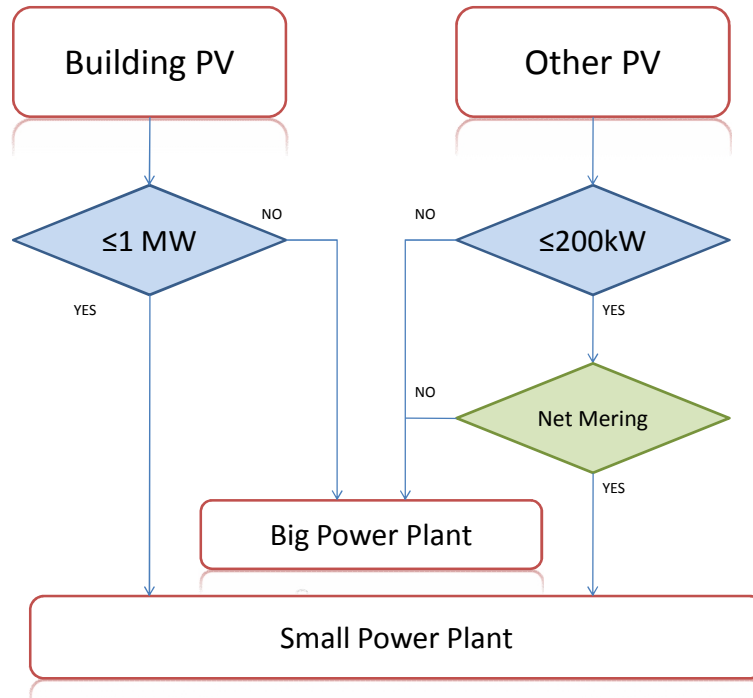 Building PV
Other PV
NO
NO
≤1 MW
≤200kW
YES
YES
NO
Net Mering
YES
Big Power Plant
Small Power Plant